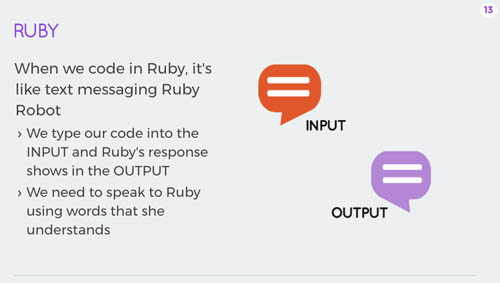 13
RUBY
When we code in Ruby, it's
like text messaging Ruby
Robot
› We type our code into the
INPUT and Ruby's response
shows in the OUTPUT
› We need to speak to Ruby
using words that she
understands
INPUT
OUTPUT